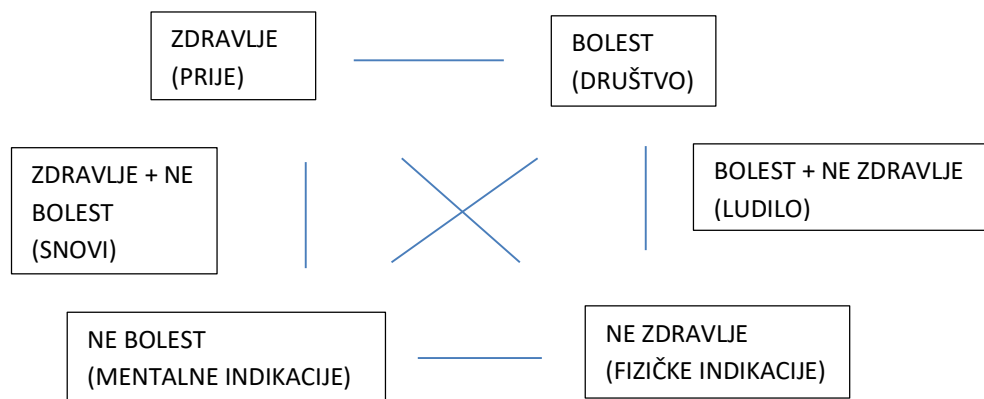 ZDRAVLJE
(PRIJE)
BOLEST
(DRUŠTVO)
ZDRAVLJE + NE
BOLEST
(SNOVI)
BOLEST + NE ZDRAVLJE
(LUDILO)
NE BOLEST
(MENTALNE INDIKACIJE)
NE ZDRAVLJE
(FIZIČKE INDIKACIJE)